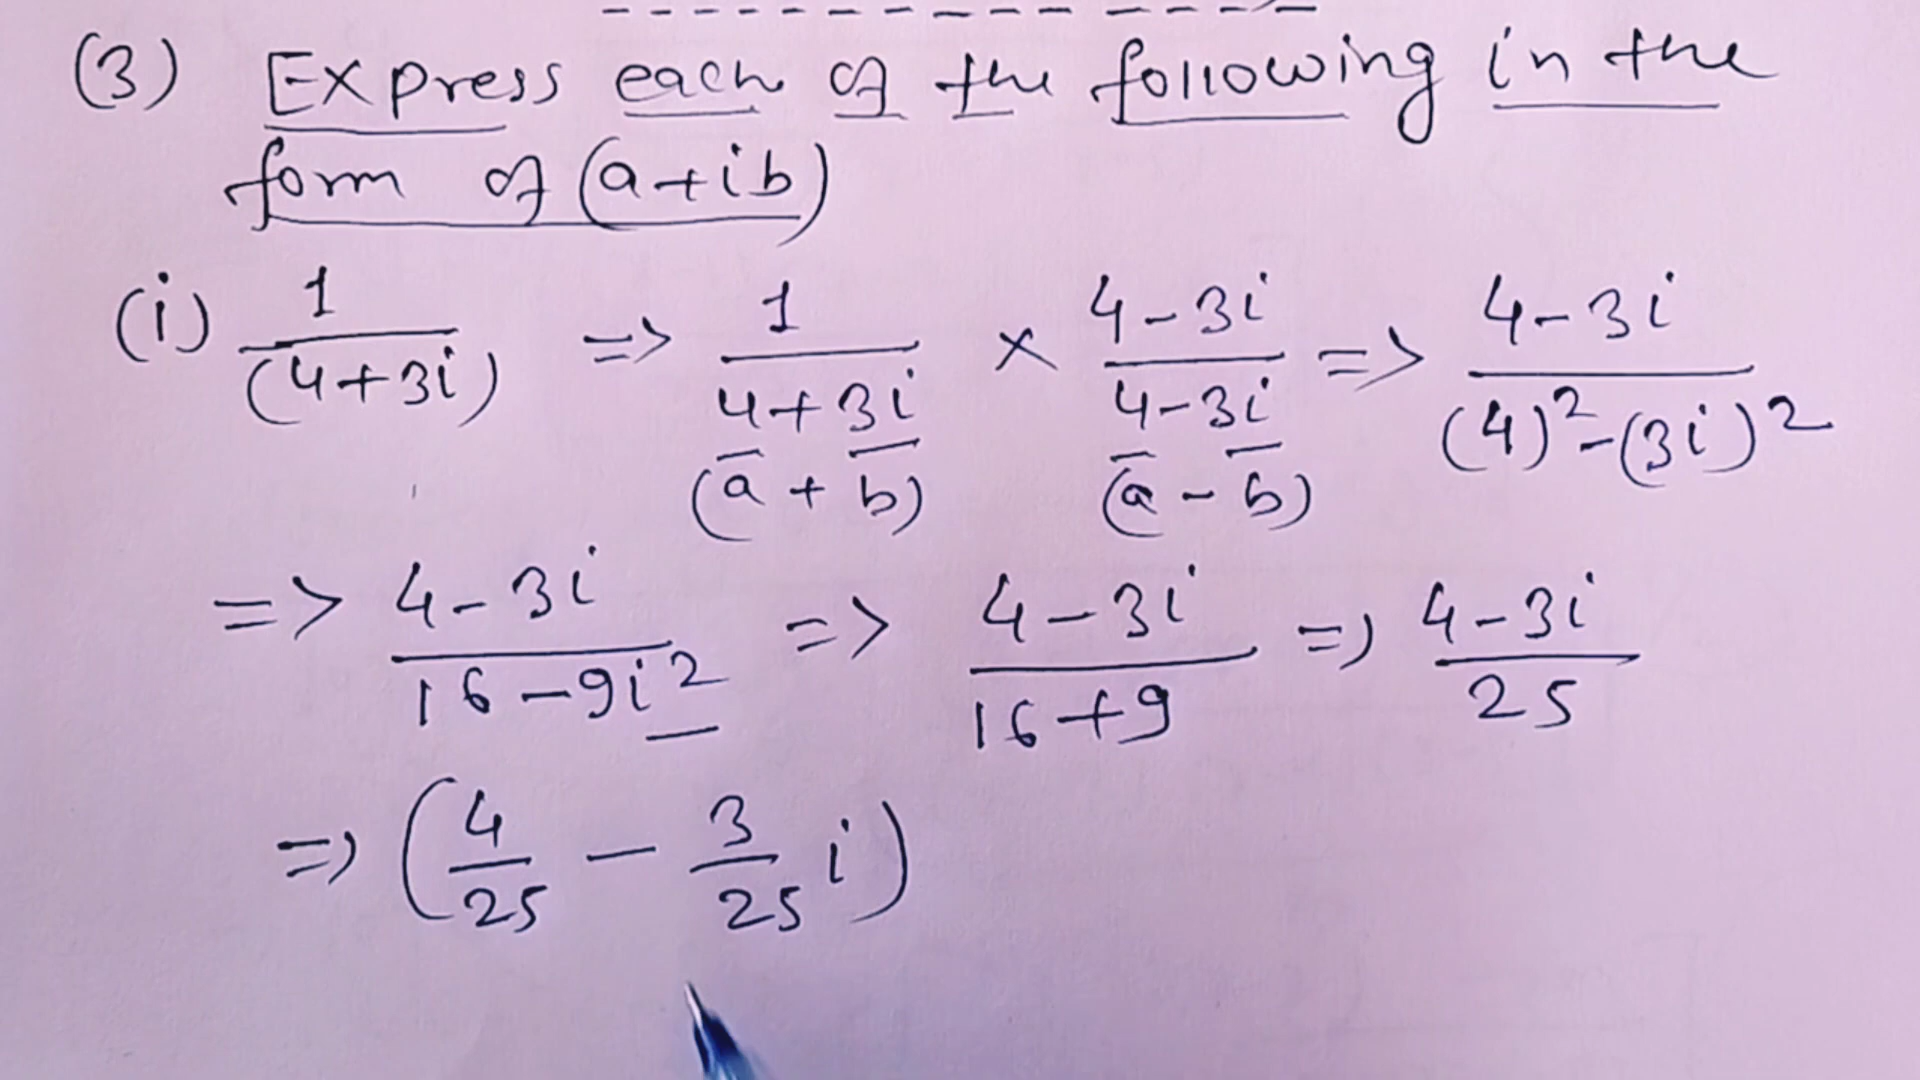 (3) Express each of the following in the
form of (a+ib)
(i) 1/(4+3i) => 1/(4+3i) × (4-3i)/(4-3i) => (4-3i)/((4)²-(3i)²)
(a + b) (a - b)
=> (4-3i)/(16-9i²) => (4-3i)/(16+9) => (4-3i)/25
=> (4/25 - 3/25 i)